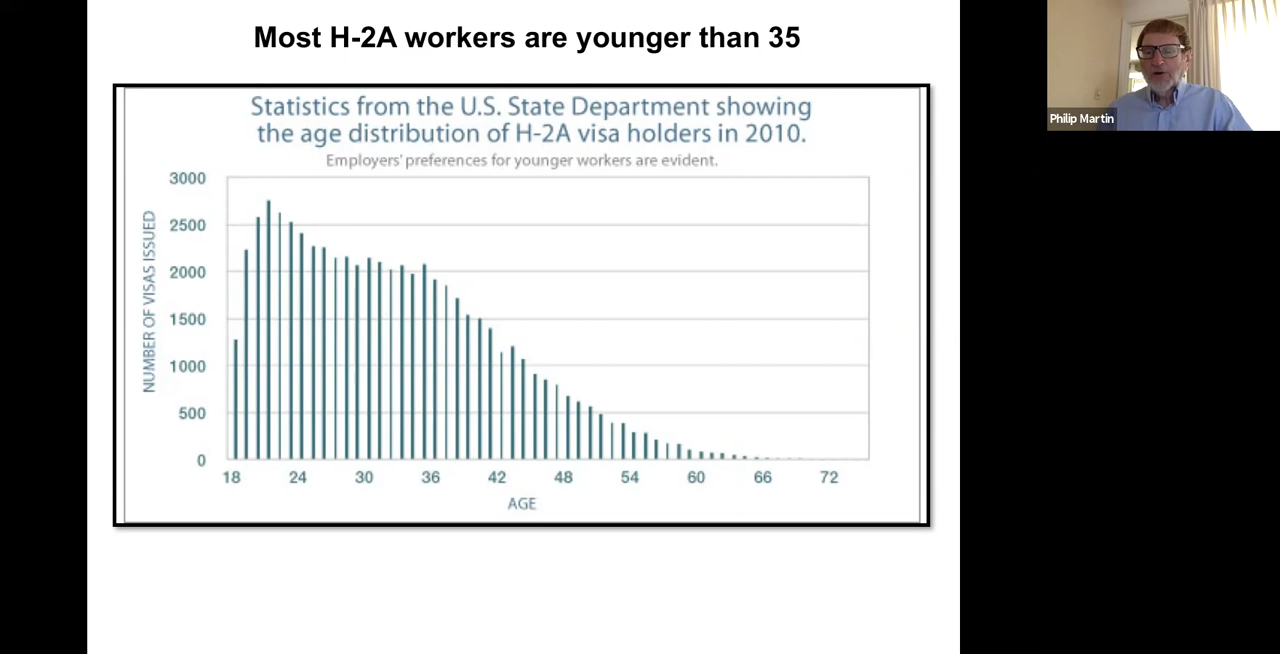 Most H-2A workers are younger than 35
Philip Martin
Statistics from the U.S. State Department showing
the age distribution of H-2A visa holders in 2010.
Employers' preferences for younger workers are evident.
NUMBER OF VISAS ISSUED
3000
2500
2000
1500
1000
500
0
18 24 30 36 42 48 54 60 66 72
AGE